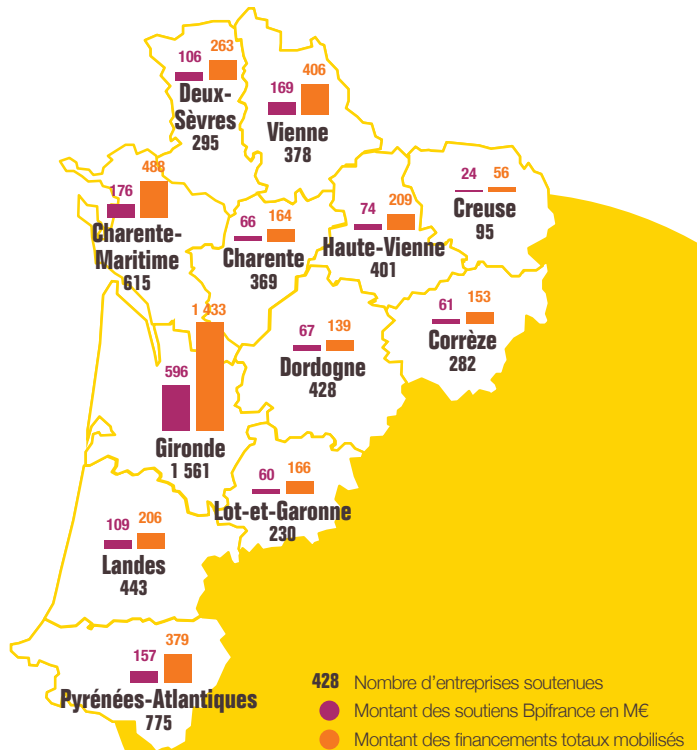 106 263
Deux-
Sèvres
295
169 406
Vienne
378
176 488
Charente-
Maritime
615
66 164
Charente
369
74 209
Haute-Vienne
401
24 56
Creuse
95
61 153
Corrèze
282
67 139
Dordogne
428
596 1 433
Gironde
1 561
60 166
Lot-et-Garonne
230
109 206
Landes
443
157 379
Pyrénées-Atlantiques
775
428 Nombre d'entreprises soutenues
Montant des soutiens Bpifrance en M€
Montant des financements totaux mobilisés